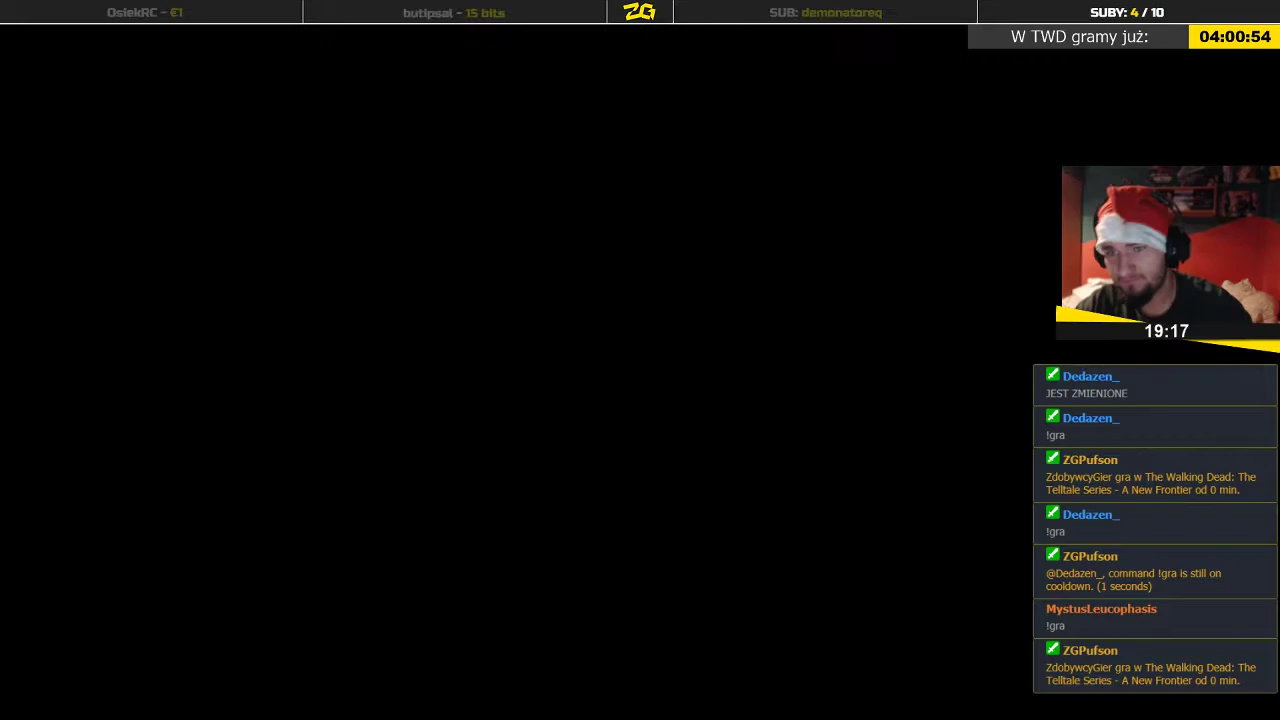 OsiekRC - €1
butipsal - 15 bits
ZG
SUB: demonatoreq
SUBY: 4 / 10
W TWD gramy już:
04:00:54
19:17
Dedazen_
JEST ZMIENIONE
Dedazen_
!gra
ZGPufson
ZdobywcyGier gra w The Walking Dead: The
Telltale Series - A New Frontier od 0 min.
Dedazen_
!gra
ZGPufson
@Dedazen_, command !gra is still on
cooldown. (1 seconds)
MystusLeucophasis
!gra
ZGPufson
ZdobywcyGier gra w The Walking Dead: The
Telltale Series - A New Frontier od 0 min.